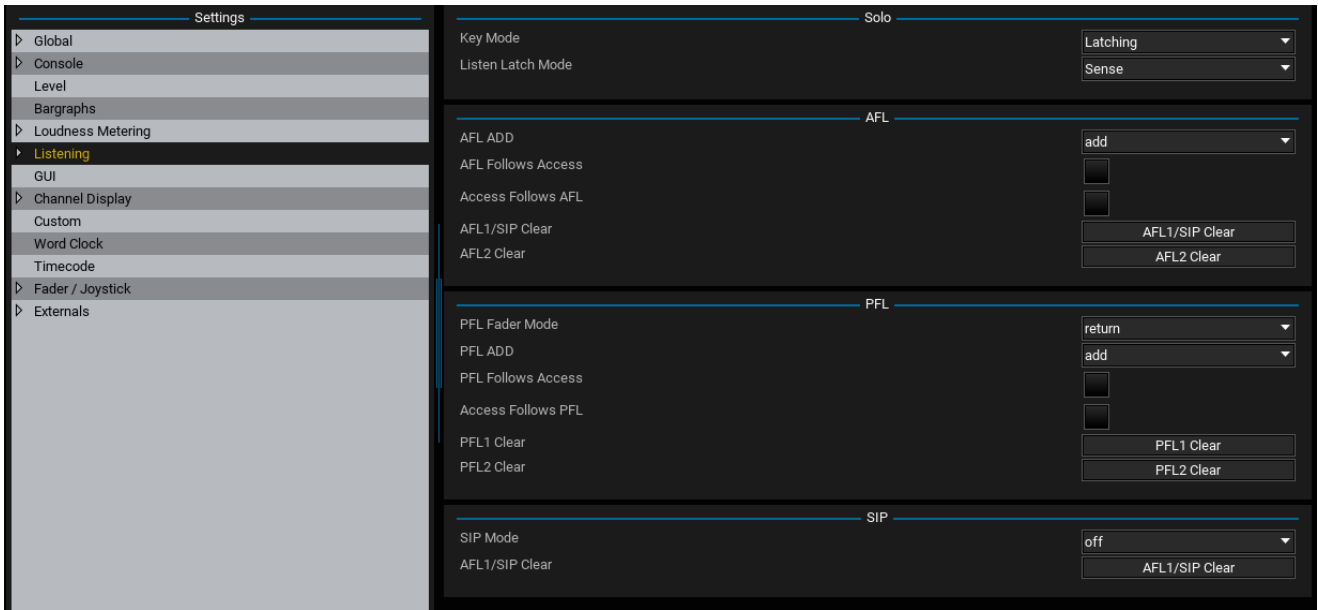 Settings
Global
Console
Level
Bargraphs
Loudness Metering
Listening
GUI
Channel Display
Custom
Word Clock
Timecode
Fader / Joystick
Externals
Solo
Key Mode Latching
Listen Latch Mode Sense
AFL
AFL ADD add
AFL Follows Access
Access Follows AFL
AFL1/SIP Clear AFL1/SIP Clear
AFL2 Clear AFL2 Clear
PFL
PFL Fader Mode return
PFL ADD add
PFL Follows Access
Access Follows PFL
PFL1 Clear PFL1 Clear
PFL2 Clear PFL2 Clear
SIP
SIP Mode off
AFL1/SIP Clear AFL1/SIP Clear